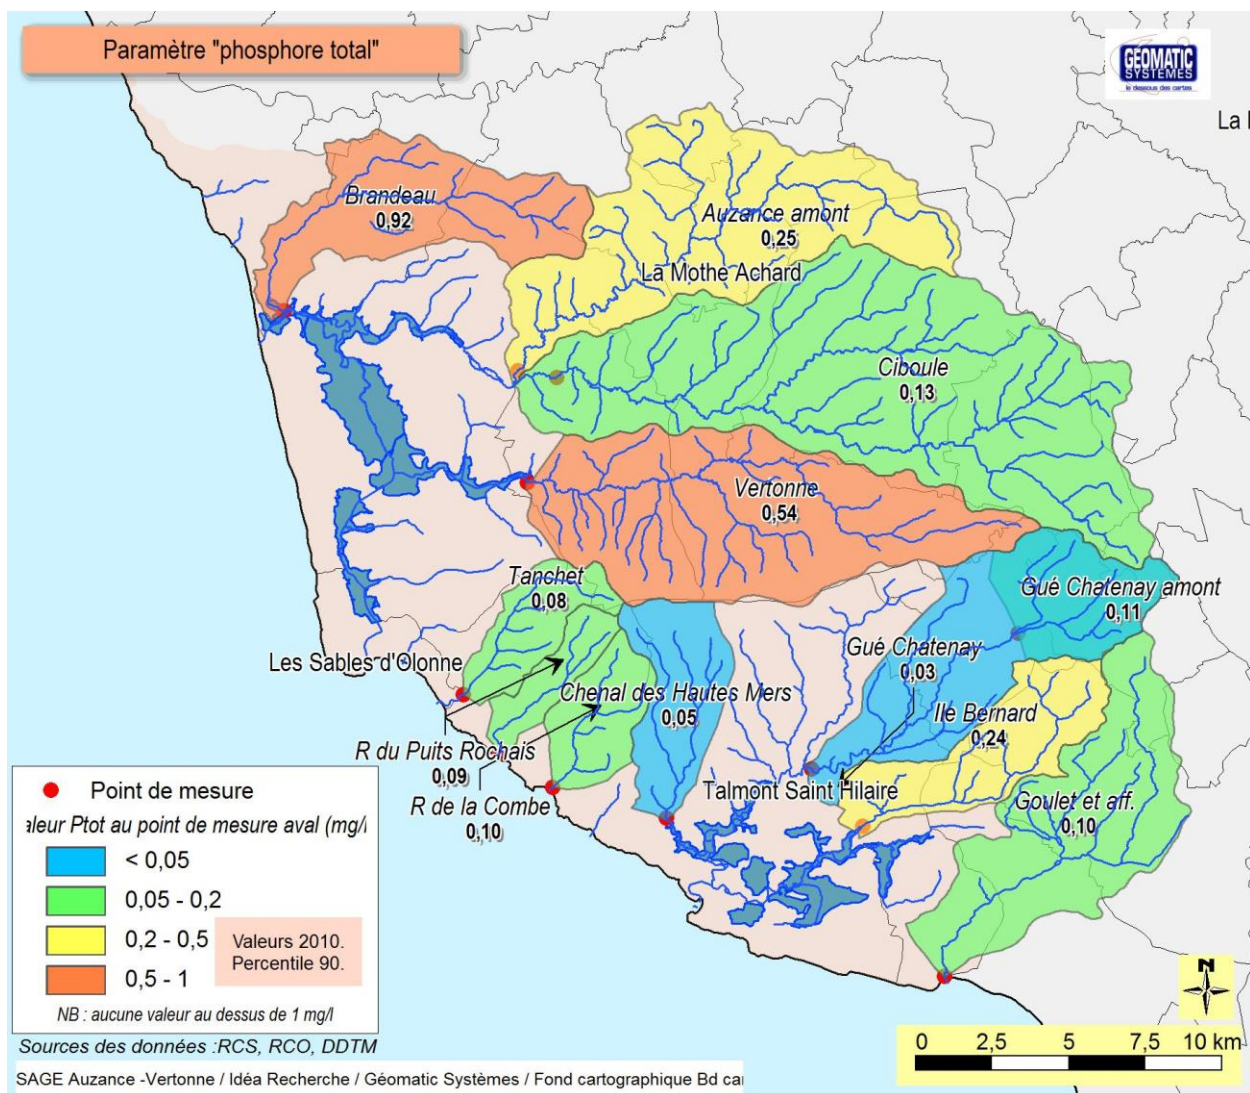 Paramètre "phosphore total"
GEOMATIC
SYSTEMES
le dessous des cartes
La
Brandeau
0,92
Auzance amont
0,25
La Mothe Achard
Ciboule
0,13
Vertonne
0,54
Tanchet
0,08
Gué Chatenay amont
0,11
Gué Chatenay
0,03
Les Sables d'Olonne
Chenal des Hautes Mers
0,05
Ile Bernard
0,24
R du Puits Rochais
0,09
R de la Combe
0,10
Talmont Saint Hilaire
Goulet et aff.
0,10
Point de mesure
aleur Ptot au point de mesure aval (mg/l
< 0,05
0,05 - 0,2
0,2 - 0,5
0,5 - 1
Valeurs 2010.
Percentile 90.
NB : aucune valeur au dessus de 1 mg/l
Sources des données :RCS, RCO, DDTM
SAGE Auzance -Vertonne / Idéa Recherche / Géomatic Systèmes / Fond cartographique Bd car
N
0 2,5 5 7,5 10 km